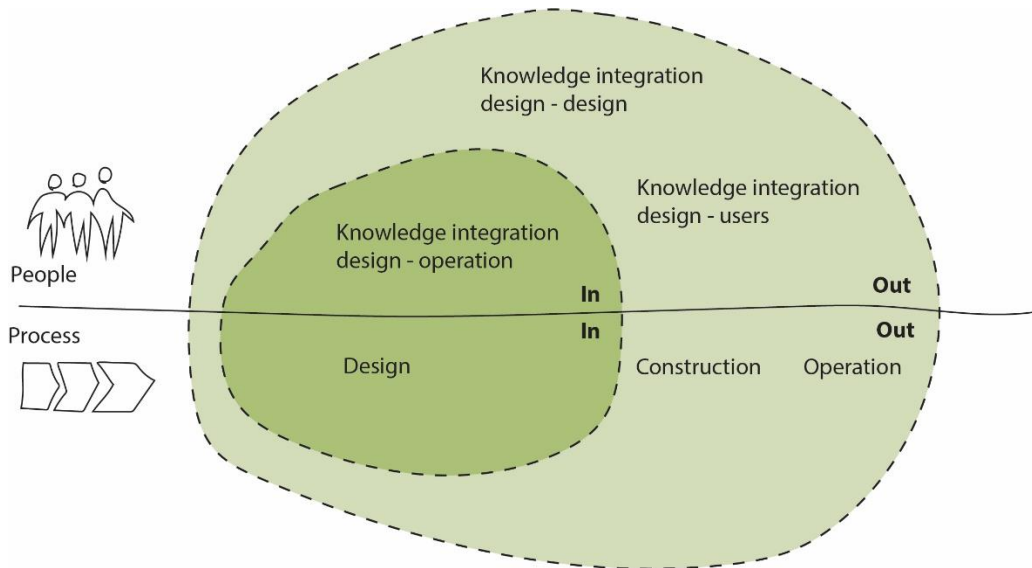 Knowledge integration
design - design
Knowledge integration
design - users
Knowledge integration
design - operation
People
In
Out
Process
In
Out
Design
Construction
Operation